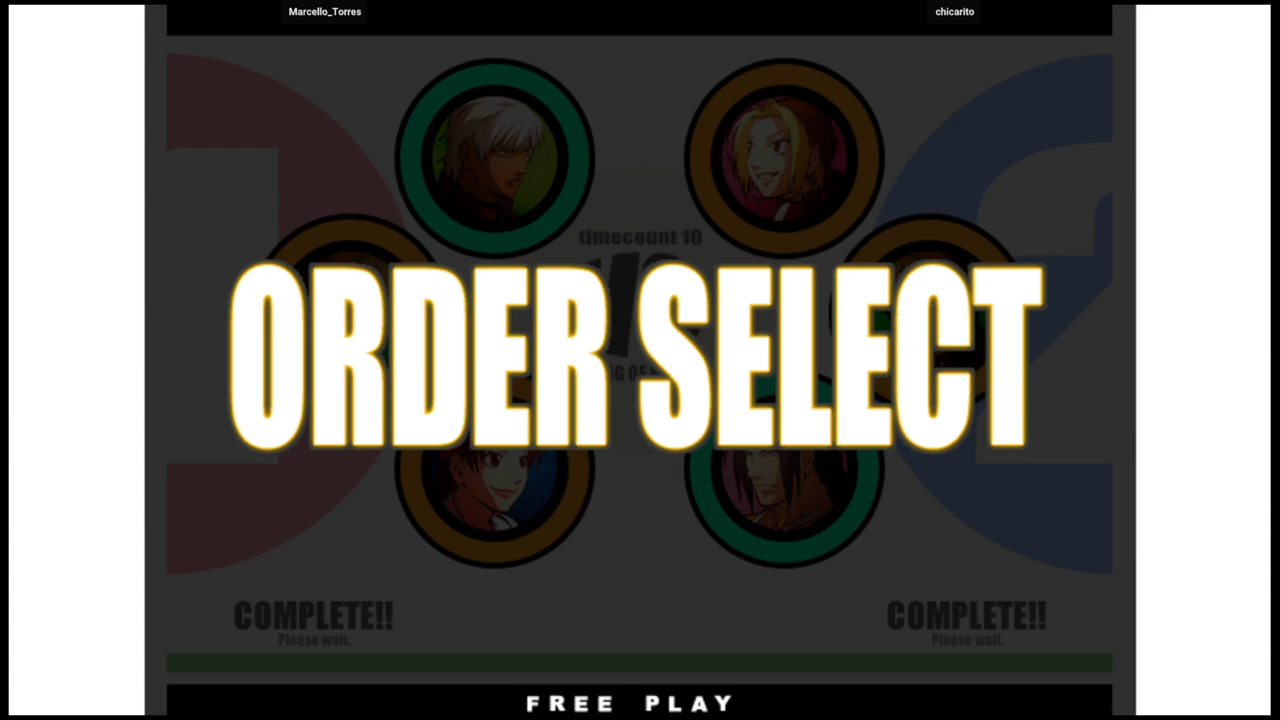 Marcello_Torres
chicarito
timecount 10
ORDER SELECT
COMPLETE!!
Please wait.
COMPLETE!!
Please wait.
FREE PLAY